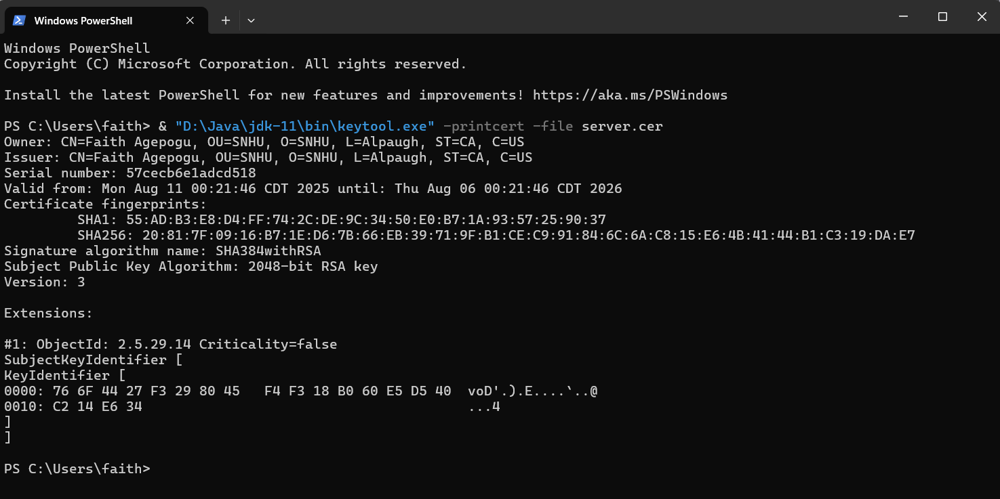 Windows PowerShell
Windows PowerShell
Copyright (C) Microsoft Corporation. All rights reserved.
Install the latest PowerShell for new features and improvements! https://aka.ms/PSWindows
PS C:\Users\faith> & "D:\Java\jdk-11\bin\keytool.exe" -printcert -file server.cer
Owner: CN=Faith Agepogu, OU=SNHU, O=SNHU, L=Alpaugh, ST=CA, C=US
Issuer: CN=Faith Agepogu, OU=SNHU, O=SNHU, L=Alpaugh, ST=CA, C=US
Serial number: 57cecb6e1adcd518
Valid from: Mon Aug 11 00:21:46 CDT 2025 until: Thu Aug 06 00:21:46 CDT 2026
Certificate fingerprints:
         SHA1: 55:AD:B3:E8:D4:FF:74:2C:DE:9C:34:50:E0:B7:1A:93:57:25:90:37
         SHA256: 20:81:7F:09:16:B7:1E:D6:7B:66:EB:39:71:9F:B1:CE:C9:91:84:6C:6A:C8:15:E6:4B:41:44:B1:C3:19:DA:E7
Signature algorithm name: SHA384withRSA
Subject Public Key Algorithm: 2048-bit RSA key
Version: 3
Extensions:
#1: ObjectId: 2.5.29.14 Criticality=false
SubjectKeyIdentifier [
KeyIdentifier [
0000: 76 6F 44 27 F3 29 80 45   F4 F3 18 B0 60 E5 D5 40  voD'.).E....`..@
0010: C2 14 E6 34                                        ...4
]
]
PS C:\Users\faith>